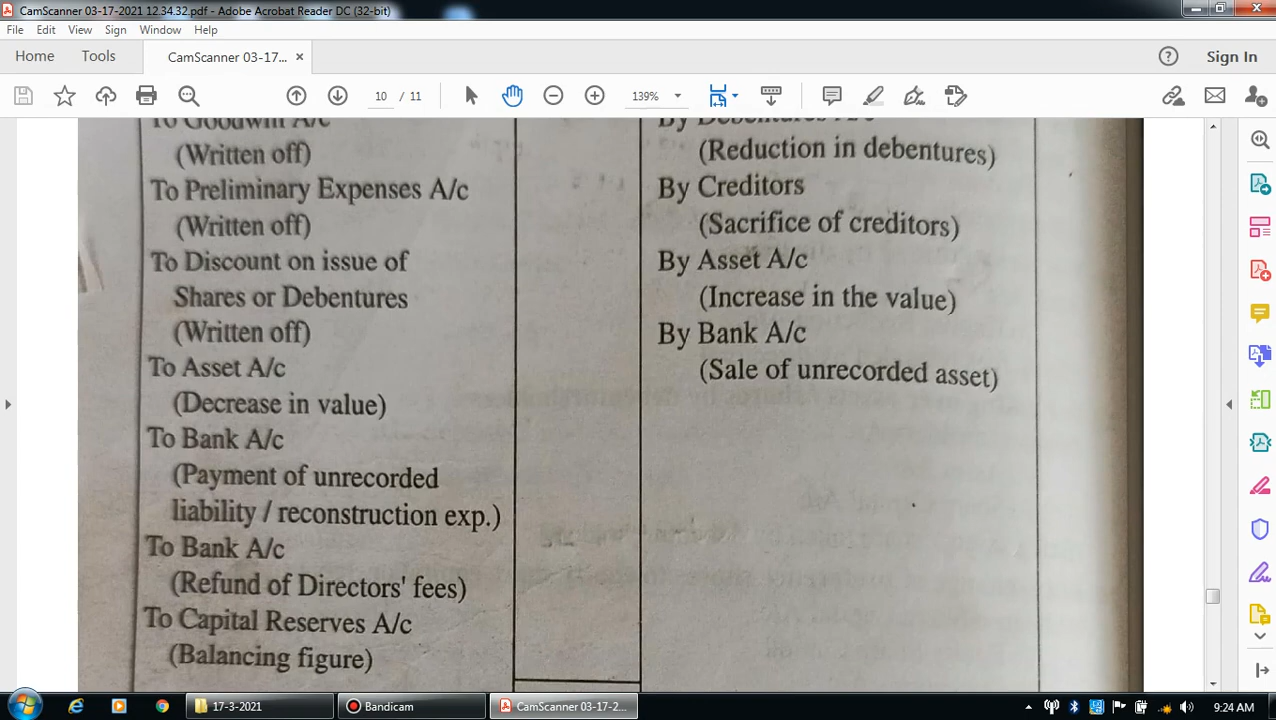 CamScanner 03-17-2021 12.34.32.pdf - Adobe Acrobat Reader DC (32-bit)
File Edit View Sign Window Help
Home Tools CamScanner 03-17... × Sign In
10 / 11 139%
To Goodwill A/c
(Written off)
To Preliminary Expenses A/c
(Written off)
To Discount on issue of
Shares or Debentures
(Written off)
To Asset A/c
(Decrease in value)
To Bank A/c
(Payment of unrecorded
liability / reconstruction exp.)
To Bank A/c
(Refund of Directors' fees)
To Capital Reserves A/c
(Balancing figure)
By Debentures A/c
(Reduction in debentures)
By Creditors
(Sacrifice of creditors)
By Asset A/c
(Increase in the value)
By Bank A/c
(Sale of unrecorded asset)
17-3-2021 Bandicam CamScanner 03-17-2... 9:24 AM